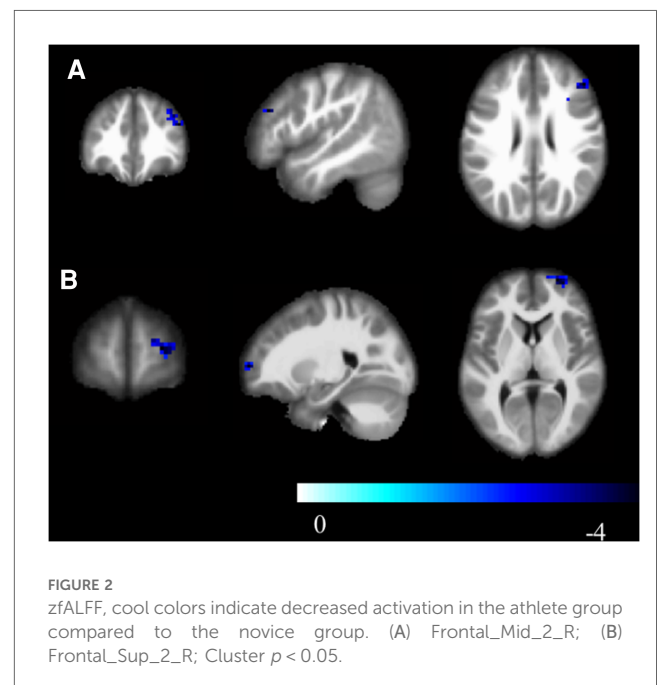 A
B
0
-4
FIGURE 2
zfALFF, cool colors indicate decreased activation in the athlete group
compared to the novice group. (A) Frontal_Mid_2_R; (B)
Frontal_Sup_2_R; Cluster p < 0.05.